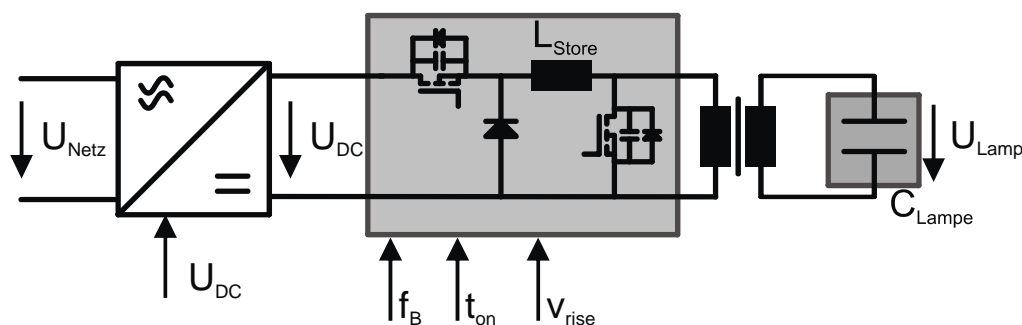 L_Store
U_Netz
U_DC
U_Lamp
C_Lampe
U_DC
f_B
t_on
v_rise